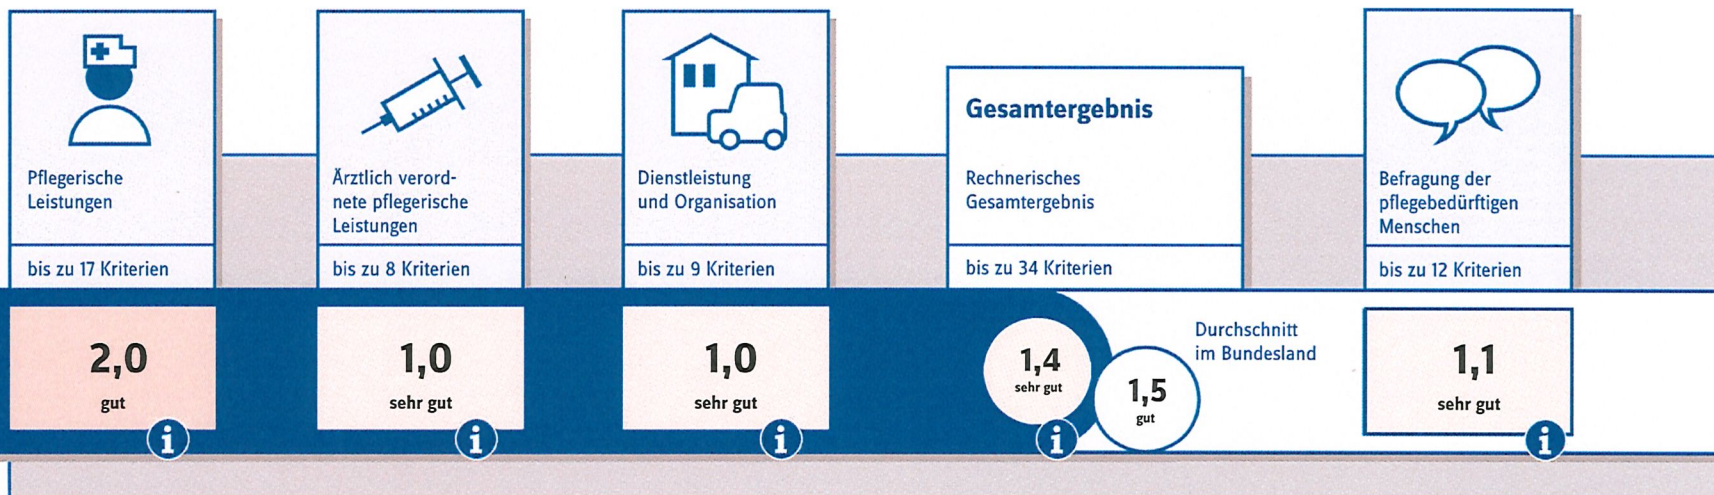 Pflegerische
Leistungen
bis zu 17 Kriterien
2,0
gut
i
Ärztlich verord-
nete pflegerische
Leistungen
bis zu 8 Kriterien
1,0
sehr gut
i
Dienstleistung
und Organisation
bis zu 9 Kriterien
1,0
sehr gut
i
Gesamtergebnis
Rechnerisches
Gesamtergebnis
bis zu 34 Kriterien
1,4
sehr gut
i
Durchschnitt
im Bundesland
1,5
gut
Befragung der
pflegebedürftigen
Menschen
bis zu 12 Kriterien
1,1
sehr gut
i